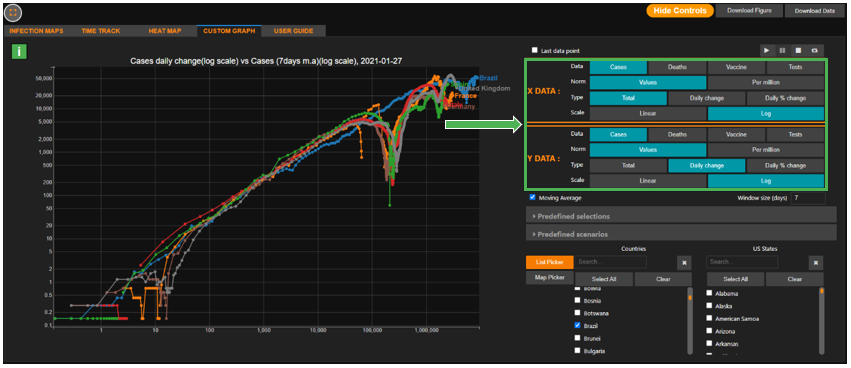 Hide Controls Download Figure Download Data
INFECTION MAPS TIME TRACK HEAT MAP CUSTOM GRAPH USER GUIDE
i
Cases daily change(log scale) vs Cases (7days m.a)(log scale), 2021-01-27
50,000
20,000
10,000
5,000
2,000
1,000
500
200
100
50
20
10
5
2
1
0.5
0.2
0.1
1 10 100 1,000 10,000 100,000 1,000,000
Brazil
United Kingdom
France
Germany
Last data point
X DATA :
Data Cases Deaths Vaccine Tests
Norm Values Per million
Type Total Daily change Daily % change
Scale Linear Log
Y DATA :
Data Cases Deaths Vaccine Tests
Norm Values Per million
Type Total Daily change Daily % change
Scale Linear Log
Moving Average Window size (days) 7
Predefined selections
Predefined scenarios
Countries
List Picker Search...
Map Picker Select All Clear
Bolivia
Bosnia
Botswana
Brazil
Brunei
Bulgaria
US States
Search...
Select All Clear
Alabama
Alaska
American Samoa
Arizona
Arkansas